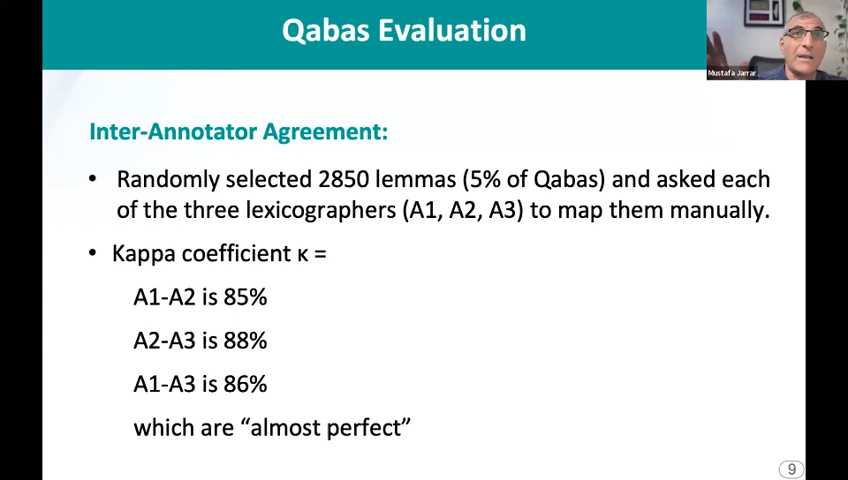 Qabas Evaluation
Mustafa Jarrar
Inter-Annotator Agreement:
• Randomly selected 2850 lemmas (5% of Qabas) and asked each
of the three lexicographers (A1, A2, A3) to map them manually.
• Kappa coefficient κ =
A1-A2 is 85%
A2-A3 is 88%
A1-A3 is 86%
which are “almost perfect”
9